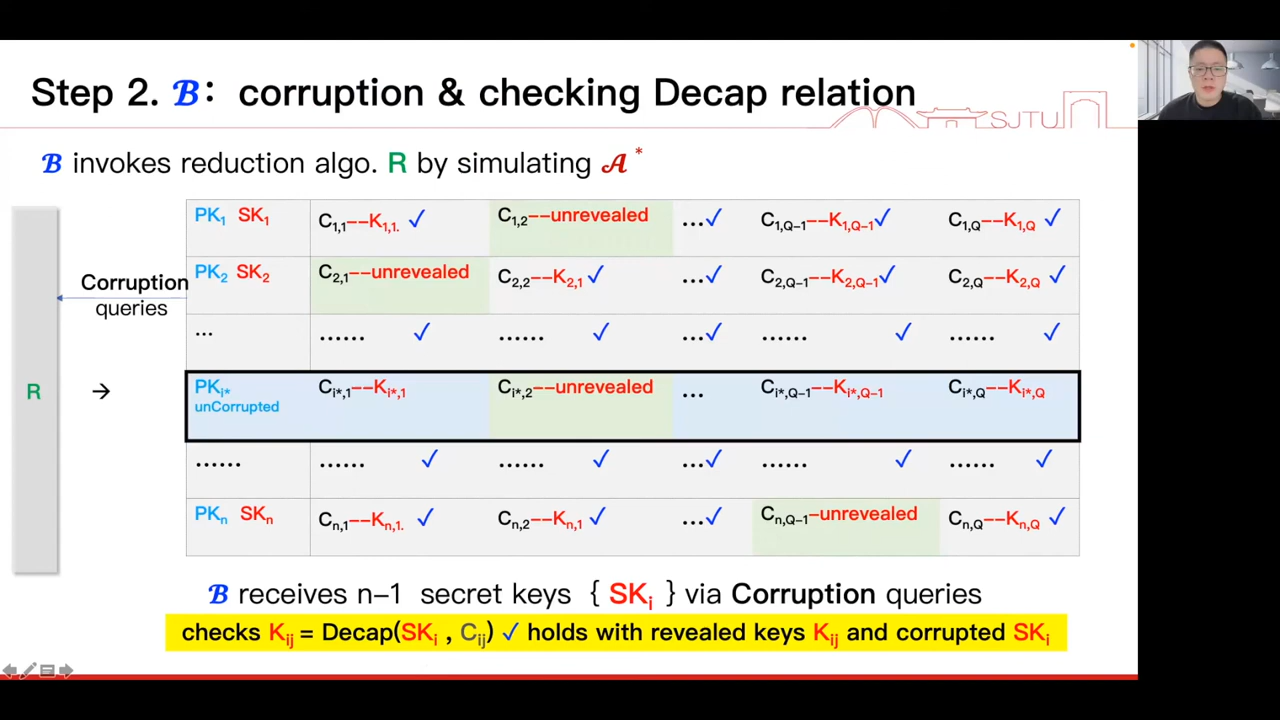 Step 2. ℬ: corruption & checking Decap relation
SJTU
ℬ invokes reduction algo. R by simulating 𝒜*
PK₁ SK₁ C₁,₁--K₁,₁. ✓ C₁,₂--unrevealed ...✓ C₁,Q-1--K₁,Q-1 ✓ C₁,Q--K₁,Q ✓
Corruption
queries
PK₂ SK₂ C₂,₁--unrevealed C₂,₂--K₂,₁ ✓ ...✓ C₂,Q-1--K₂,Q-1 ✓ C₂,Q--K₂,Q ✓
... ...... ✓ ...... ✓ ...✓ ...... ✓ ...... ✓
R → PKi* Ci*,1--Ki*,1 Ci*,2--unrevealed ... Ci*,Q-1--Ki*,Q-1 Ci*,Q--Ki*,Q
unCorrupted
...... ...... ✓ ...... ✓ ...✓ ...... ✓ ...... ✓
PKn SKn Cn,1--Kn,1. ✓ Cn,2--Kn,1 ✓ ...✓ Cn,Q-1-unrevealed Cn,Q--Kn,Q ✓
ℬ receives n-1 secret keys { SKi } via Corruption queries
checks Kij = Decap(SKi , Cij) ✓ holds with revealed keys Kij and corrupted SKi